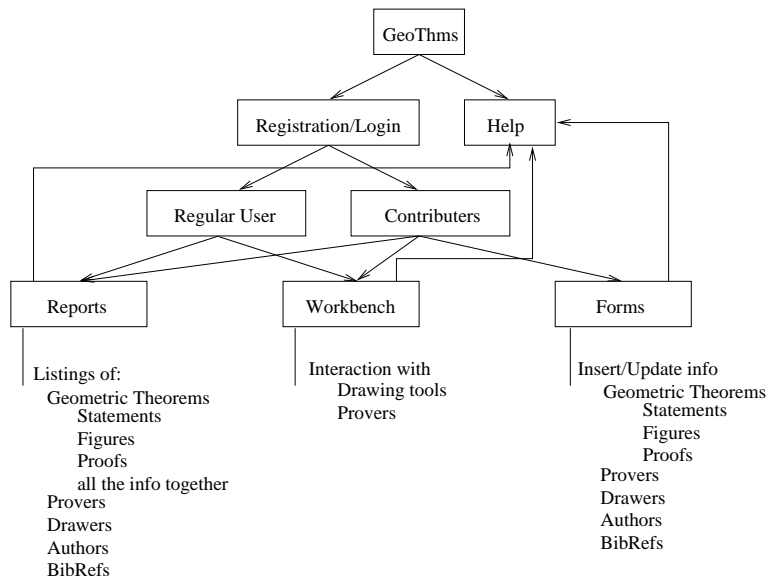 GeoThms
Registration/Login
Help
Regular User
Contributers
Reports
Workbench
Forms
Listings of:
Geometric Theorems
Statements
Figures
Proofs
all the info together
Provers
Drawers
Authors
BibRefs
Interaction with
Drawing tools
Provers
Insert/Update info
Geometric Theorems
Statements
Figures
Proofs
Provers
Drawers
Authors
BibRefs